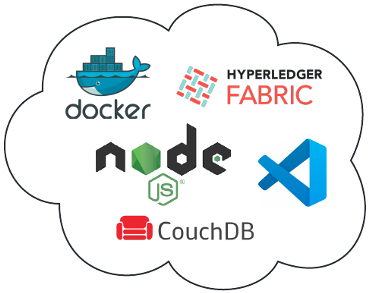 docker
HYPERLEDGER
FABRIC
node
JS
CouchDB